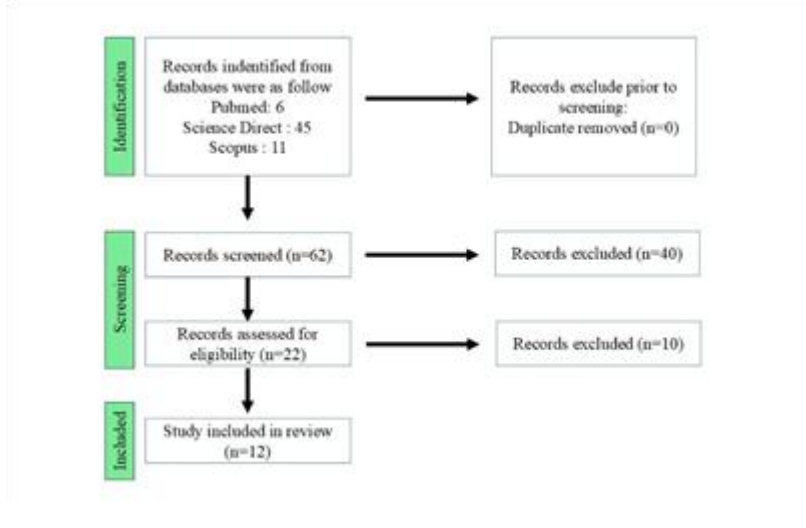 Identification
Records indentified from
databases were as follow
Pubmed: 6
Science Direct : 45
Scopus : 11
Records exclude prior to
screening:
Duplicate removed (n=0)
Screening
Records screened (n=62)
Records excluded (n=40)
Records assessed for
eligibility (n=22)
Records excluded (n=10)
Included
Study included in review
(n=12)